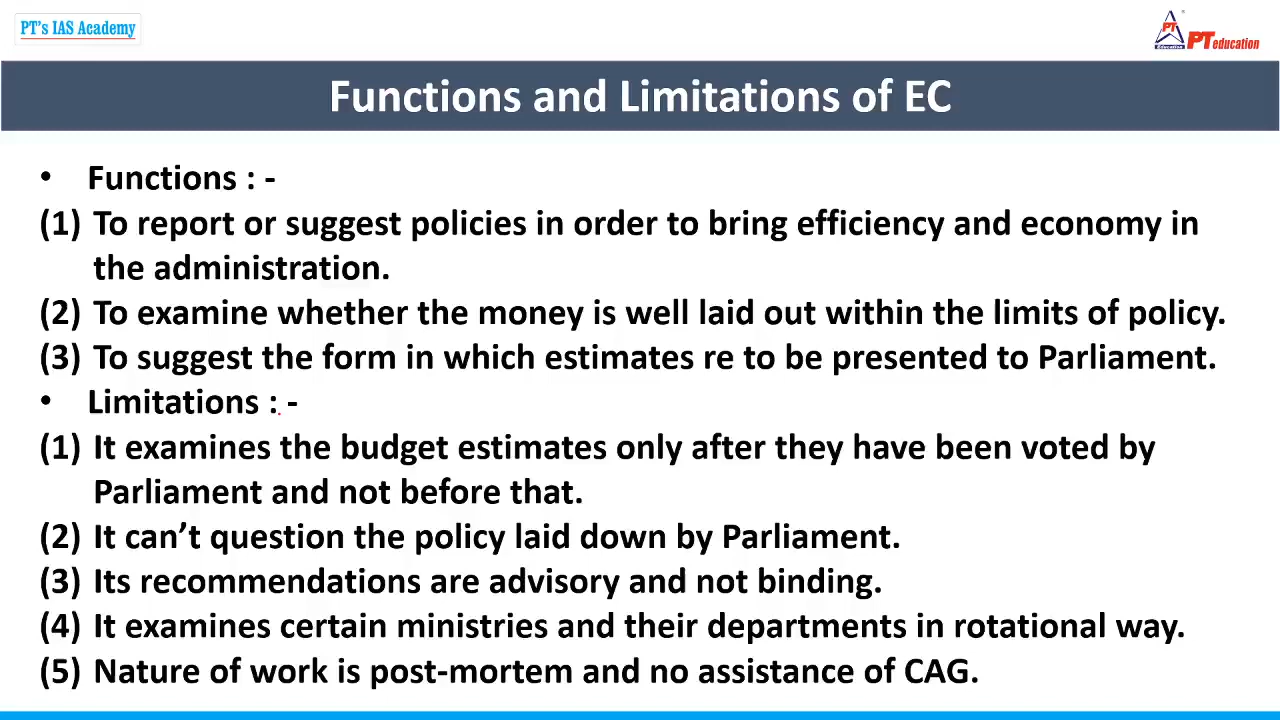 PT's IAS Academy
PT
Education
PT education
Functions and Limitations of EC
• Functions : -
(1) To report or suggest policies in order to bring efficiency and economy in
the administration.
(2) To examine whether the money is well laid out within the limits of policy.
(3) To suggest the form in which estimates re to be presented to Parliament.
• Limitations : -
(1) It examines the budget estimates only after they have been voted by
Parliament and not before that.
(2) It can't question the policy laid down by Parliament.
(3) Its recommendations are advisory and not binding.
(4) It examines certain ministries and their departments in rotational way.
(5) Nature of work is post-mortem and no assistance of CAG.